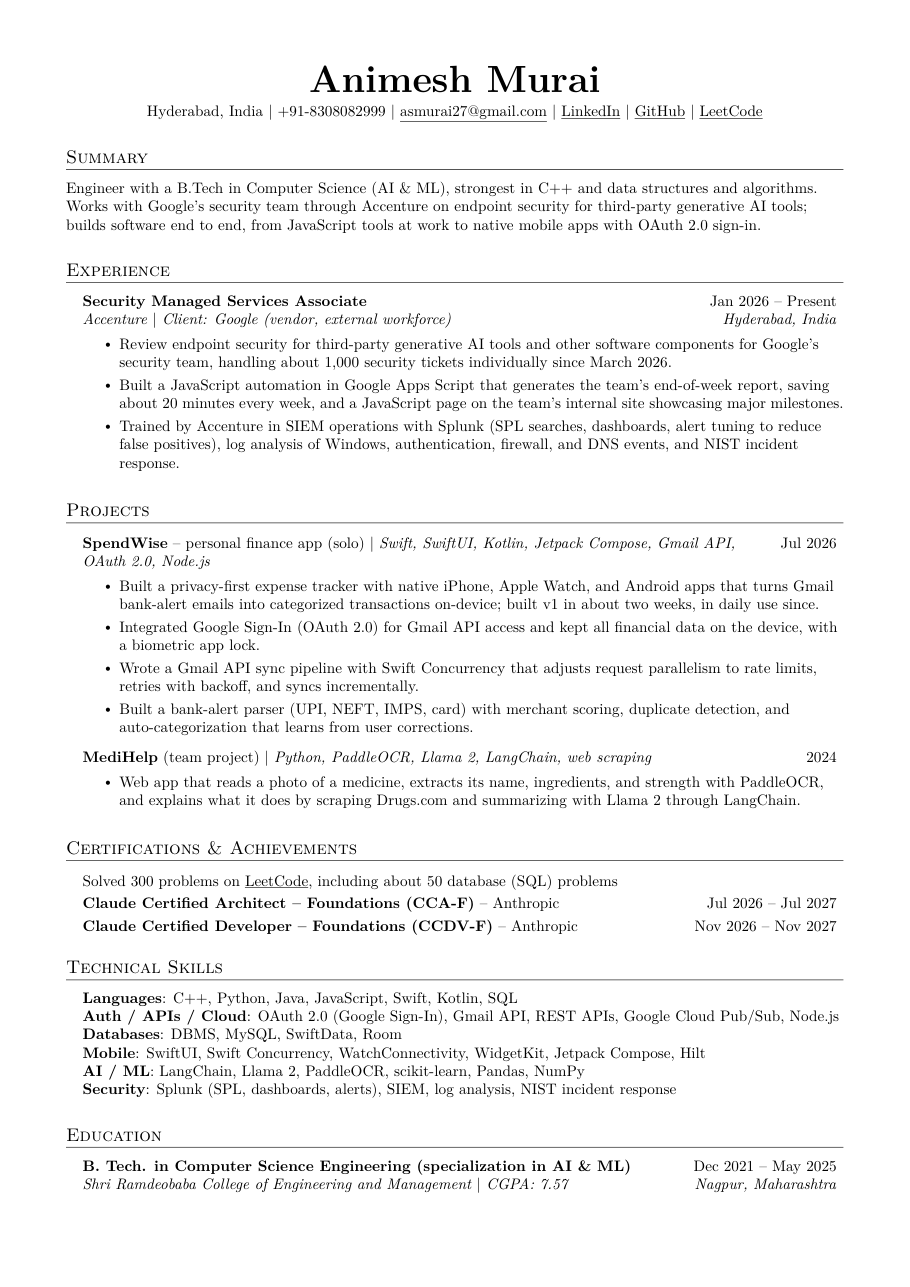 Animesh Murai
Hyderabad, India | +91-8308082999 | asmurai27@gmail.com | LinkedIn | GitHub | LeetCode
Summary
Engineer with a B.Tech in Computer Science (AI & ML), strongest in C++ and data structures and algorithms.
Works with Google's security team through Accenture on endpoint security for third-party generative AI tools;
builds software end to end, from JavaScript tools at work to native mobile apps with OAuth 2.0 sign-in.
Experience
Security Managed Services Associate Jan 2026 – Present
Accenture | Client: Google (vendor, external workforce) Hyderabad, India
• Review endpoint security for third-party generative AI tools and other software components for Google's
security team, handling about 1,000 security tickets individually since March 2026.
• Built a JavaScript automation in Google Apps Script that generates the team's end-of-week report, saving
about 20 minutes every week, and a JavaScript page on the team's internal site showcasing major milestones.
• Trained by Accenture in SIEM operations with Splunk (SPL searches, dashboards, alert tuning to reduce
false positives), log analysis of Windows, authentication, firewall, and DNS events, and NIST incident
response.
Projects
SpendWise – personal finance app (solo) | Swift, SwiftUI, Kotlin, Jetpack Compose, Gmail API, Jul 2026
OAuth 2.0, Node.js
• Built a privacy-first expense tracker with native iPhone, Apple Watch, and Android apps that turns Gmail
bank-alert emails into categorized transactions on-device; built v1 in about two weeks, in daily use since.
• Integrated Google Sign-In (OAuth 2.0) for Gmail API access and kept all financial data on the device, with
a biometric app lock.
• Wrote a Gmail API sync pipeline with Swift Concurrency that adjusts request parallelism to rate limits,
retries with backoff, and syncs incrementally.
• Built a bank-alert parser (UPI, NEFT, IMPS, card) with merchant scoring, duplicate detection, and
auto-categorization that learns from user corrections.
MediHelp (team project) | Python, PaddleOCR, Llama 2, LangChain, web scraping 2024
• Web app that reads a photo of a medicine, extracts its name, ingredients, and strength with PaddleOCR,
and explains what it does by scraping Drugs.com and summarizing with Llama 2 through LangChain.
Certifications & Achievements
Solved 300 problems on LeetCode, including about 50 database (SQL) problems
Claude Certified Architect – Foundations (CCA-F) – Anthropic Jul 2026 – Jul 2027
Claude Certified Developer – Foundations (CCDV-F) – Anthropic Nov 2026 – Nov 2027
Technical Skills
Languages: C++, Python, Java, JavaScript, Swift, Kotlin, SQL
Auth / APIs / Cloud: OAuth 2.0 (Google Sign-In), Gmail API, REST APIs, Google Cloud Pub/Sub, Node.js
Databases: DBMS, MySQL, SwiftData, Room
Mobile: SwiftUI, Swift Concurrency, WatchConnectivity, WidgetKit, Jetpack Compose, Hilt
AI / ML: LangChain, Llama 2, PaddleOCR, scikit-learn, Pandas, NumPy
Security: Splunk (SPL, dashboards, alerts), SIEM, log analysis, NIST incident response
Education
B. Tech. in Computer Science Engineering (specialization in AI & ML) Dec 2021 – May 2025
Shri Ramdeobaba College of Engineering and Management | CGPA: 7.57 Nagpur, Maharashtra